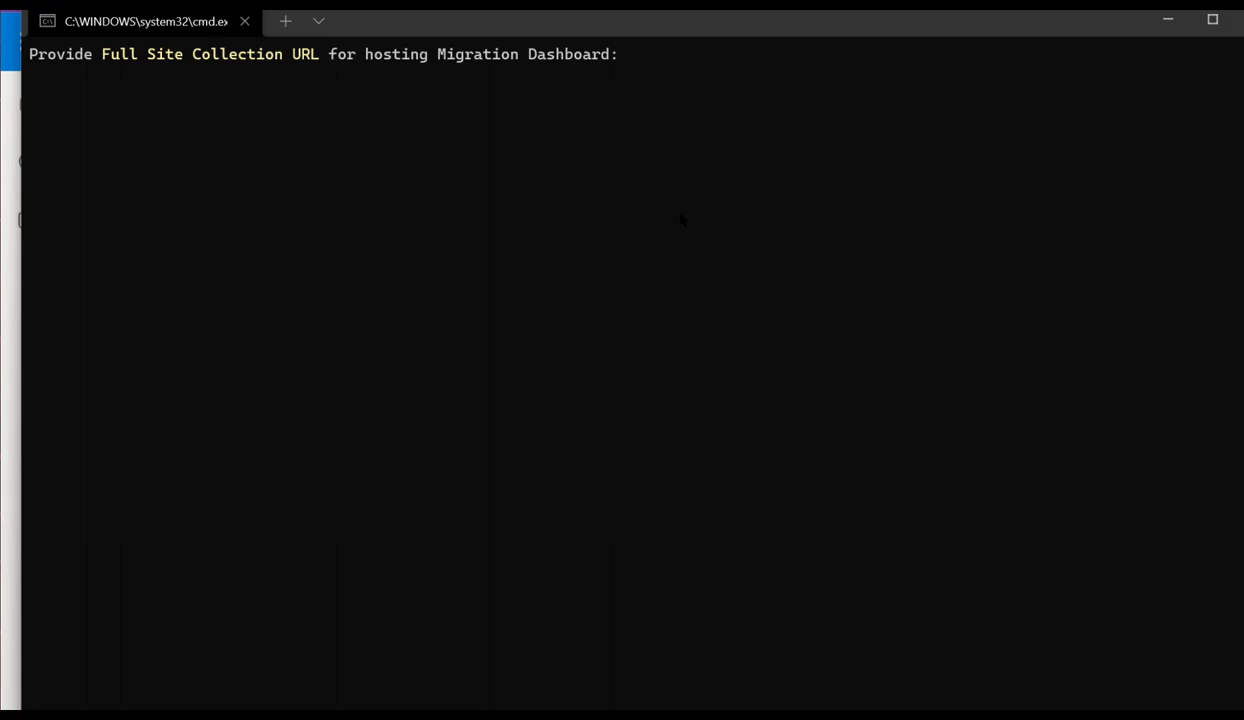 C:\WINDOWS\system32\cmd.ex
Provide Full Site Collection URL for hosting Migration Dashboard: